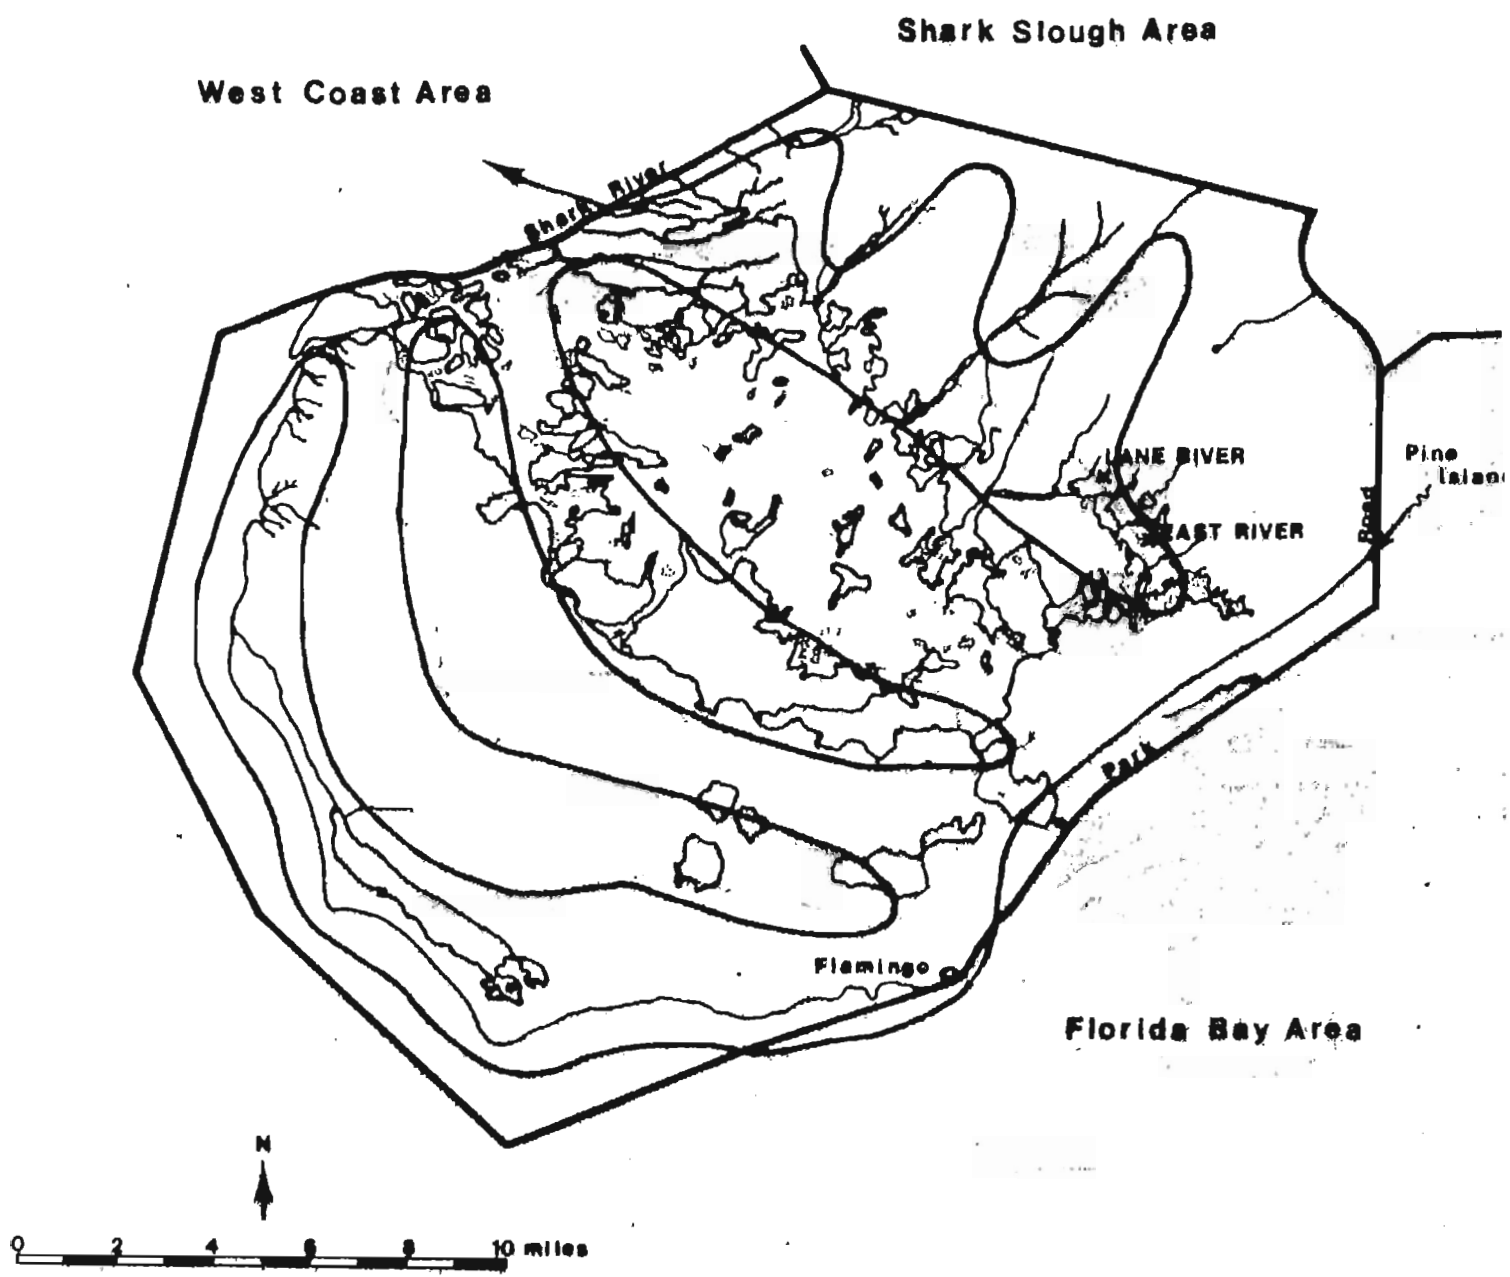 Shark Slough Area
West Coast Area
Shark River
LANE RIVER
Pine
EAST RIVER
Road
Park
Flamingo
Florida Bay Area
N
0 2 4 6 8 10 miles